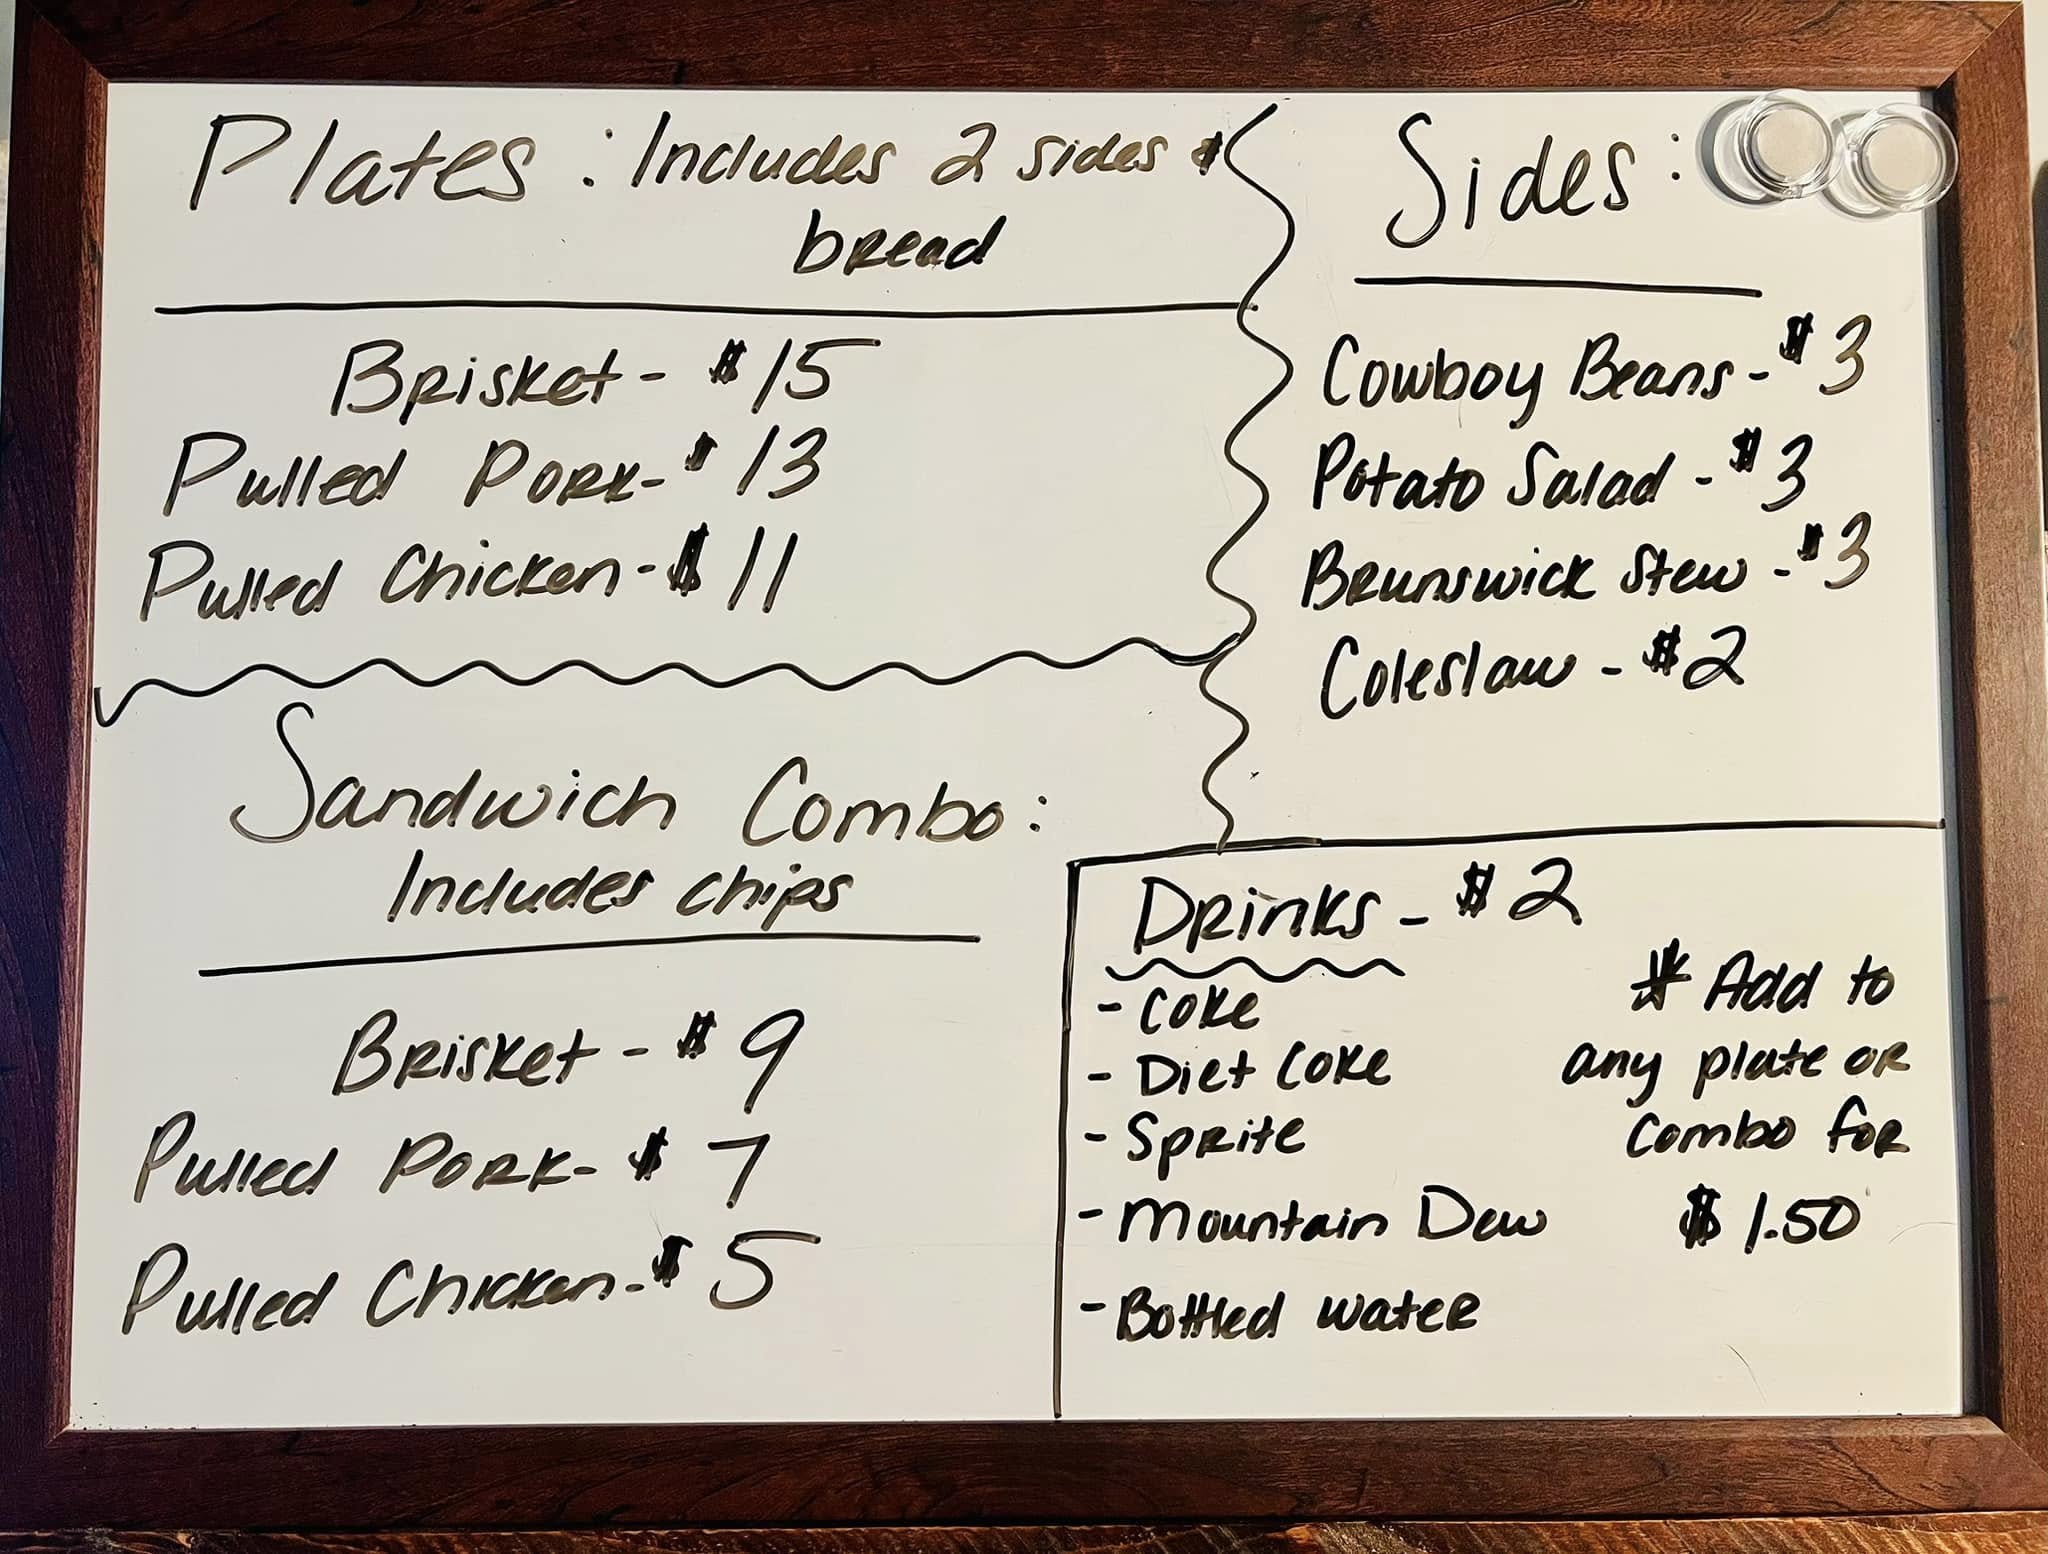 Plates: Includes 2 sides &
bread
Brisket - $15
Pulled Pork - $13
Pulled Chicken - $11
Sandwich Combo:
Includes chips
Brisket - $9
Pulled Pork - $7
Pulled Chicken - $5
Sides:
Cowboy Beans - $3
Potato Salad - $3
Brunswick Stew - $3
Coleslaw - $2
Drinks - $2
- Coke
- Diet Coke
- Sprite
- Mountain Dew
- Bottled water
* Add to
any plate or
combo for
$1.50